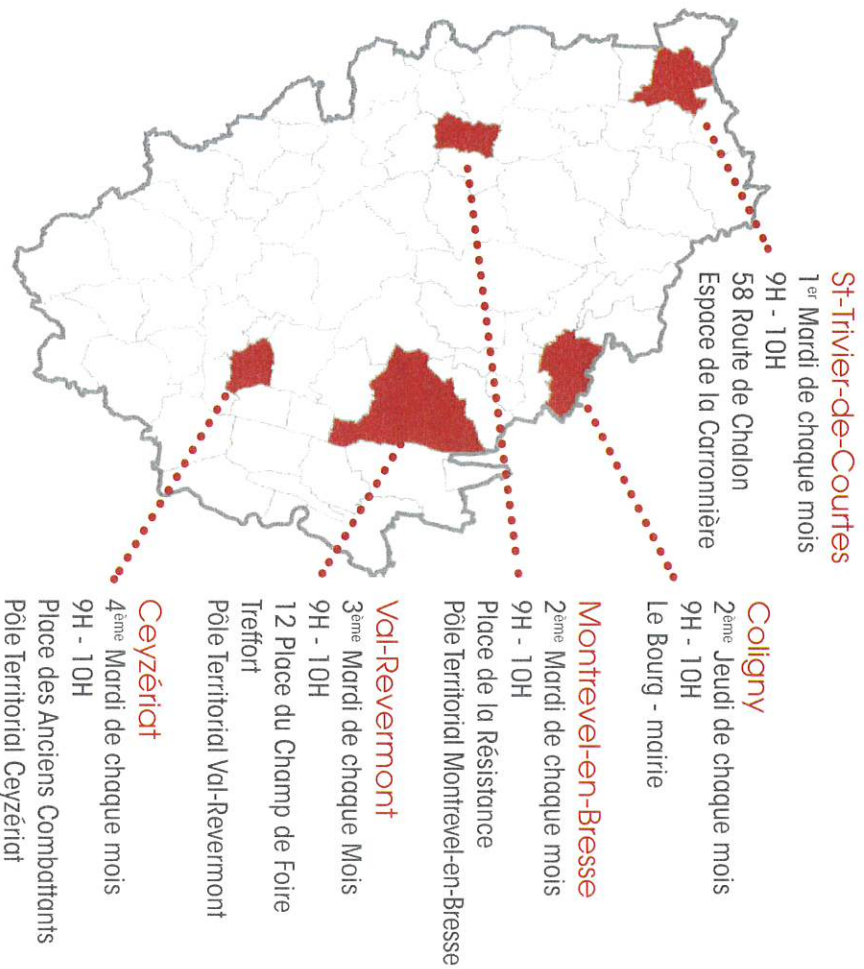 St-Trivier-de-Courtes
1er Mardi de chaque mois
9H - 10H
58 Route de Chalon
Espace de la Carronnière
Coligny
2ème Jeudi de chaque mois
9H - 10H
Le Bourg - mairie
Montrevel-en-Bresse
2ème Mardi de chaque mois
9H - 10H
Place de la Résistance
Pôle Territorial Montrevel-en-Bresse
Val-Revermont
3ème Mardi de chaque Mois
9H - 10H
12 Place du Champ de Foire
Treffort
Pôle Territorial Val-Revermont
Ceyzériat
4ème Mardi de chaque mois
9H - 10H
Place des Anciens Combattants
Pôle Territorial Ceyzériat